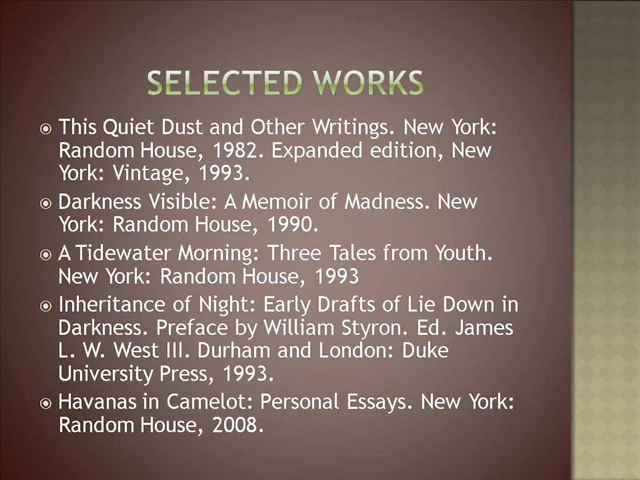 SELECTED WORKS
This Quiet Dust and Other Writings. New York:
Random House, 1982. Expanded edition, New
York: Vintage, 1993.
Darkness Visible: A Memoir of Madness. New
York: Random House, 1990.
A Tidewater Morning: Three Tales from Youth.
New York: Random House, 1993
Inheritance of Night: Early Drafts of Lie Down in
Darkness. Preface by William Styron. Ed. James
L. W. West III. Durham and London: Duke
University Press, 1993.
Havanas in Camelot: Personal Essays. New York:
Random House, 2008.